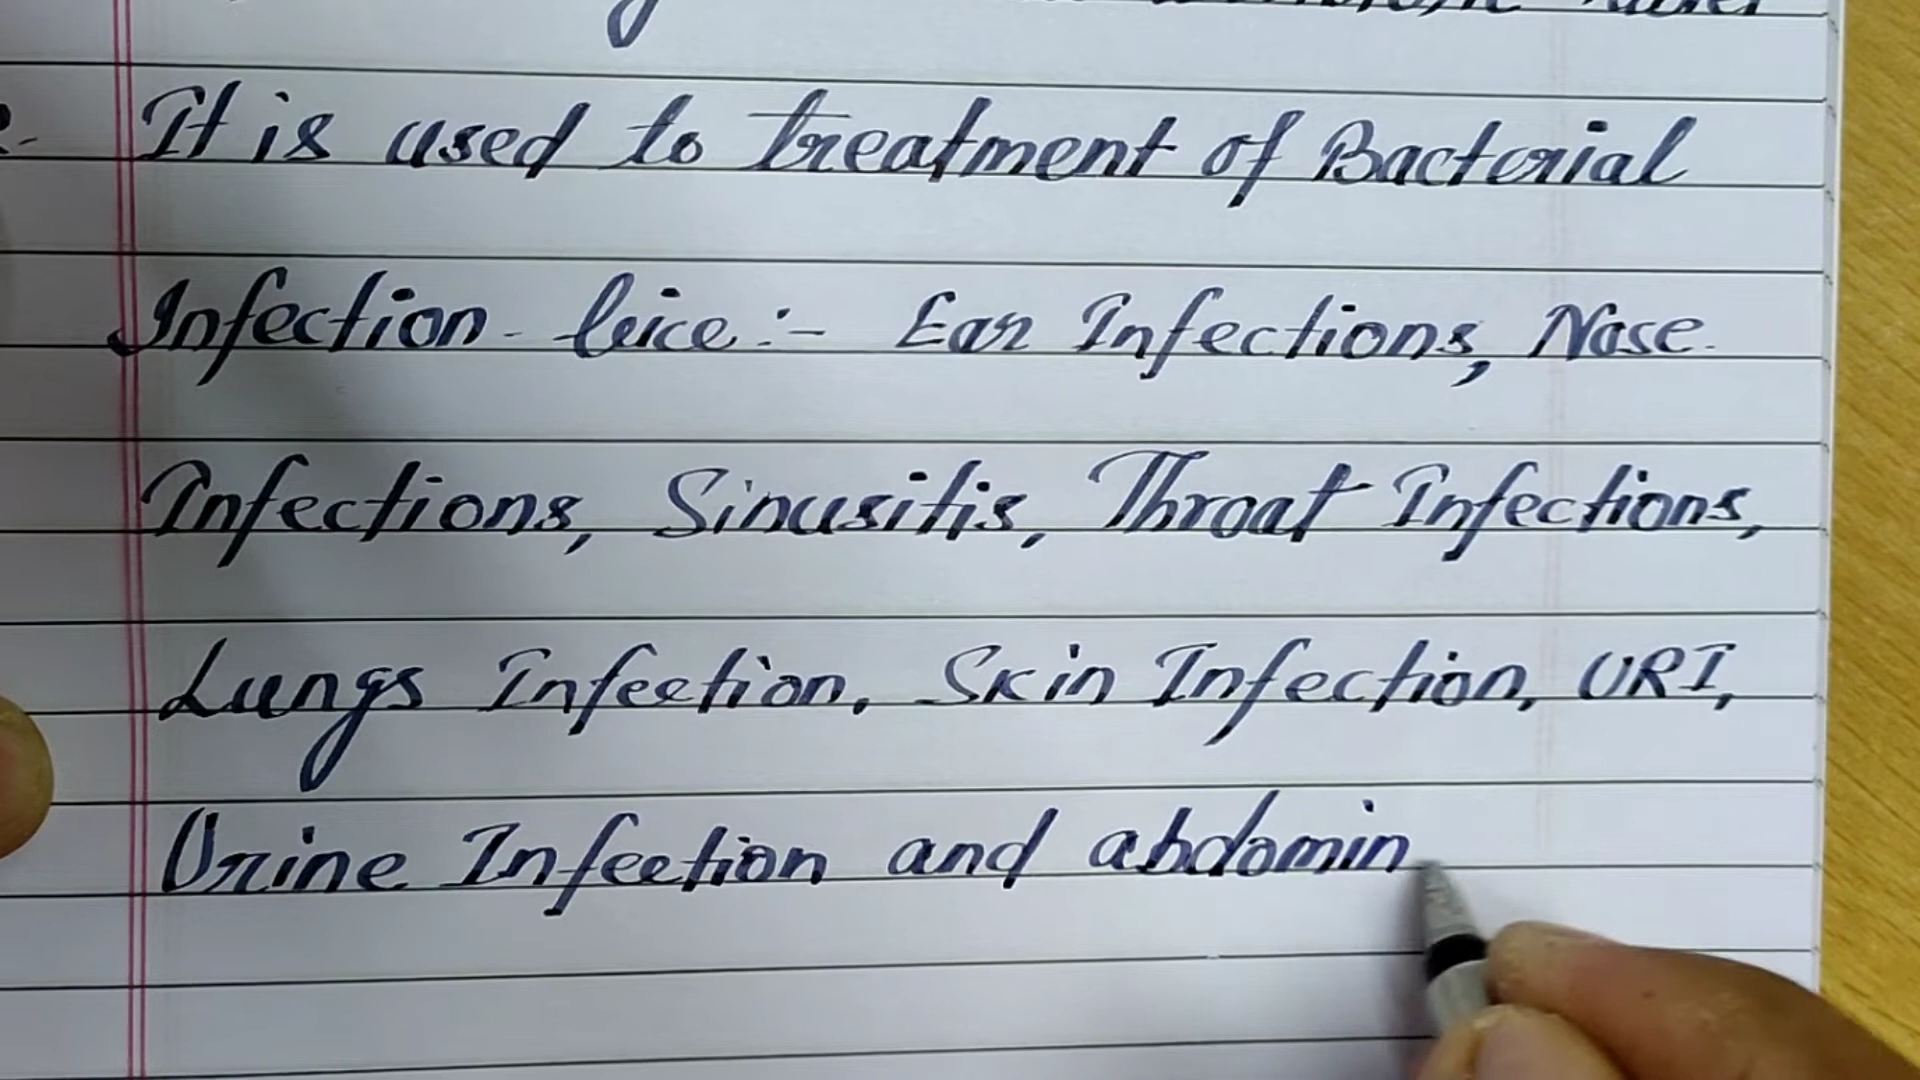 It is used to treatment of Bacterial
Infection like:- Ear Infections, Nose
Infections, Sinusitis, Throat Infections,
Lungs Infection, Skin Infection, URI,
Urine Infection and abdomin